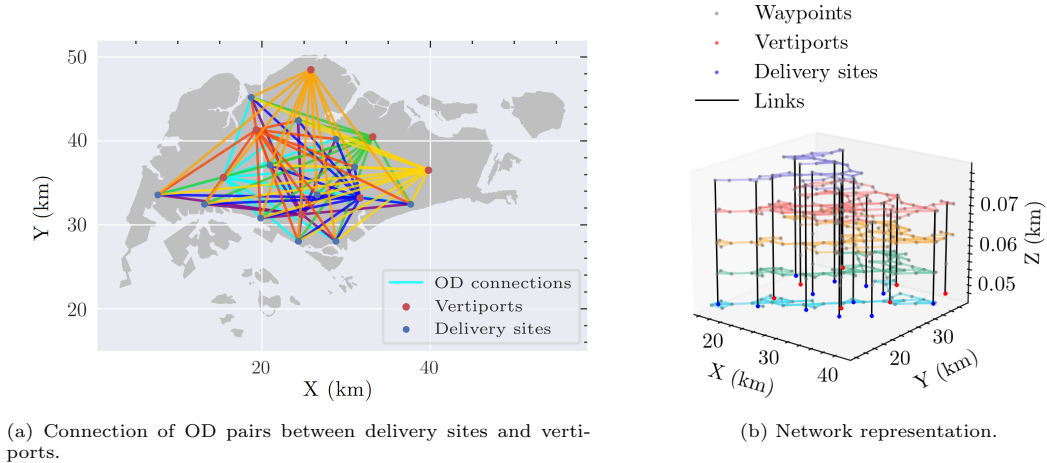 50
40
30
20
Y (km)
20
40
X (km)
OD connections
Vertiports
Delivery sites
(a) Connection of OD pairs between delivery sites and verti-
ports.
Waypoints
Vertiports
Delivery sites
Links
0.07
0.06
0.05
Z (km)
20
30
40
X (km)
20
30
Y (km)
(b) Network representation.